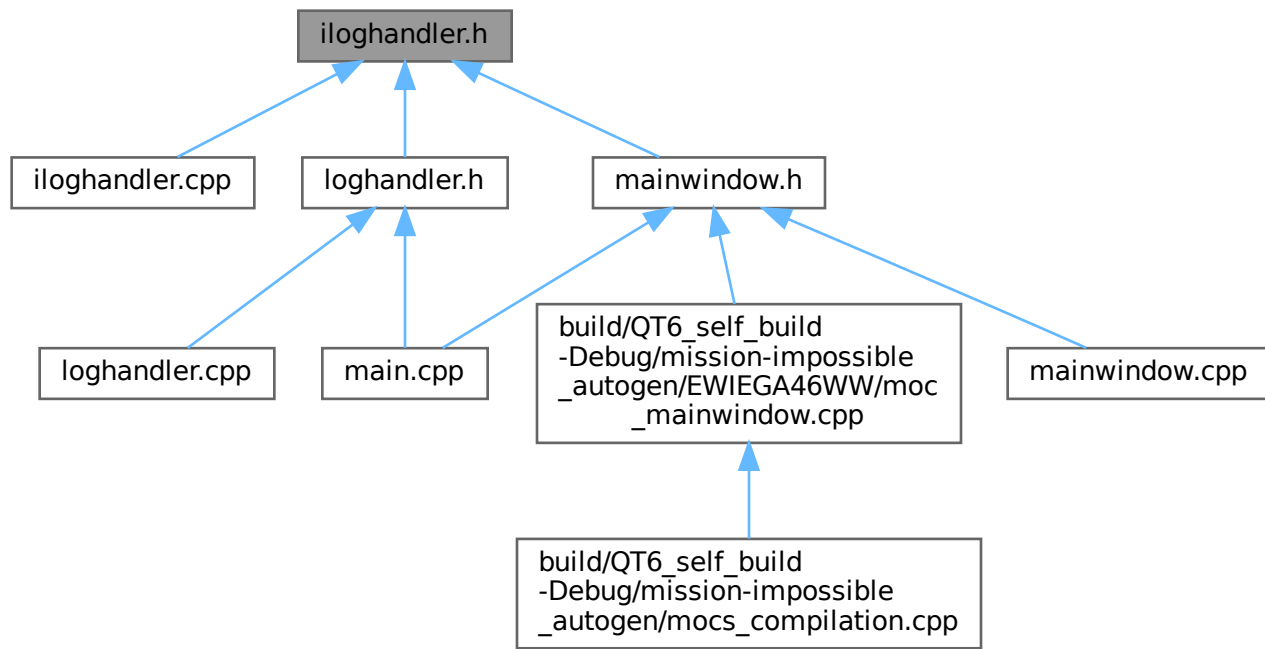 iloghandler.h
iloghandler.cpp
loghandler.h
mainwindow.h
loghandler.cpp
main.cpp
build/QT6_self_build
-Debug/mission-impossible
_autogen/EWIEGA46WW/moc
_mainwindow.cpp
mainwindow.cpp
build/QT6_self_build
-Debug/mission-impossible
_autogen/mocs_compilation.cpp